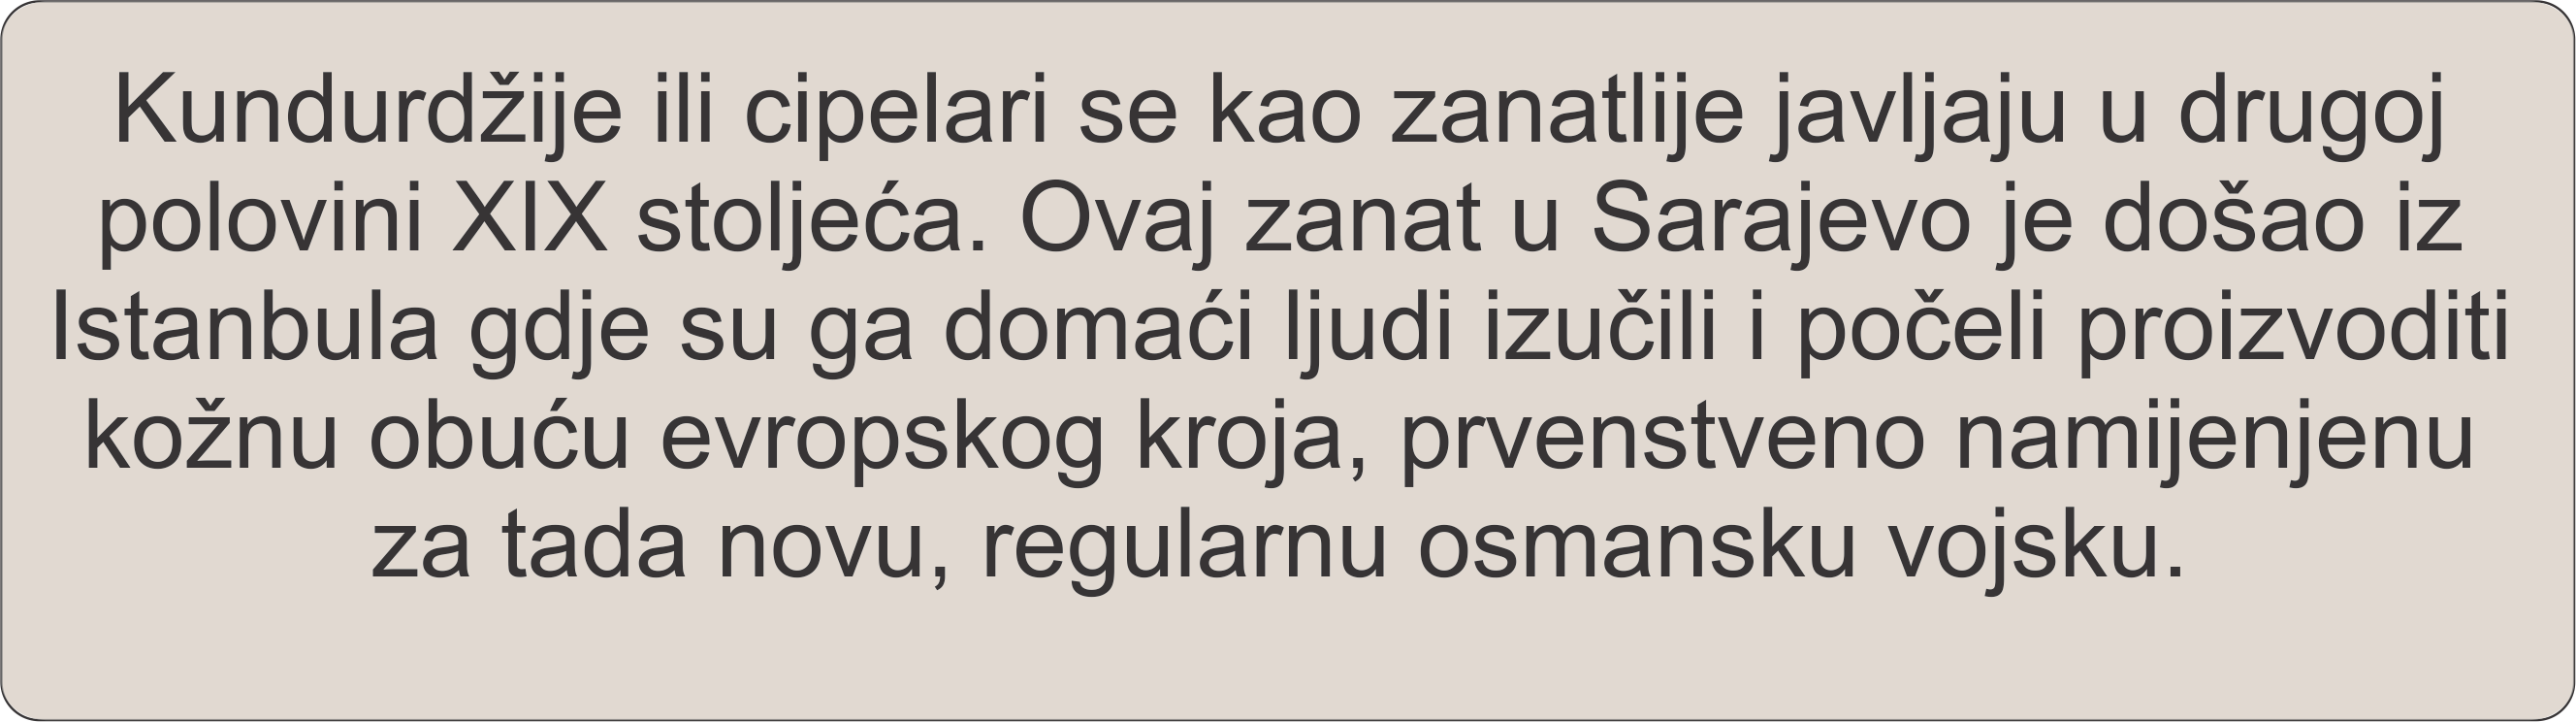 Kundurdžije ili cipelari se kao zanatlije javljaju u drugoj
polovini XIX stoljeća. Ovaj zanat u Sarajevo je došao iz
Istanbula gdje su ga domaći ljudi izučili i počeli proizvoditi
kožnu obuću evropskog kroja, prvenstveno namijenjenu
za tada novu, regularnu osmansku vojsku.